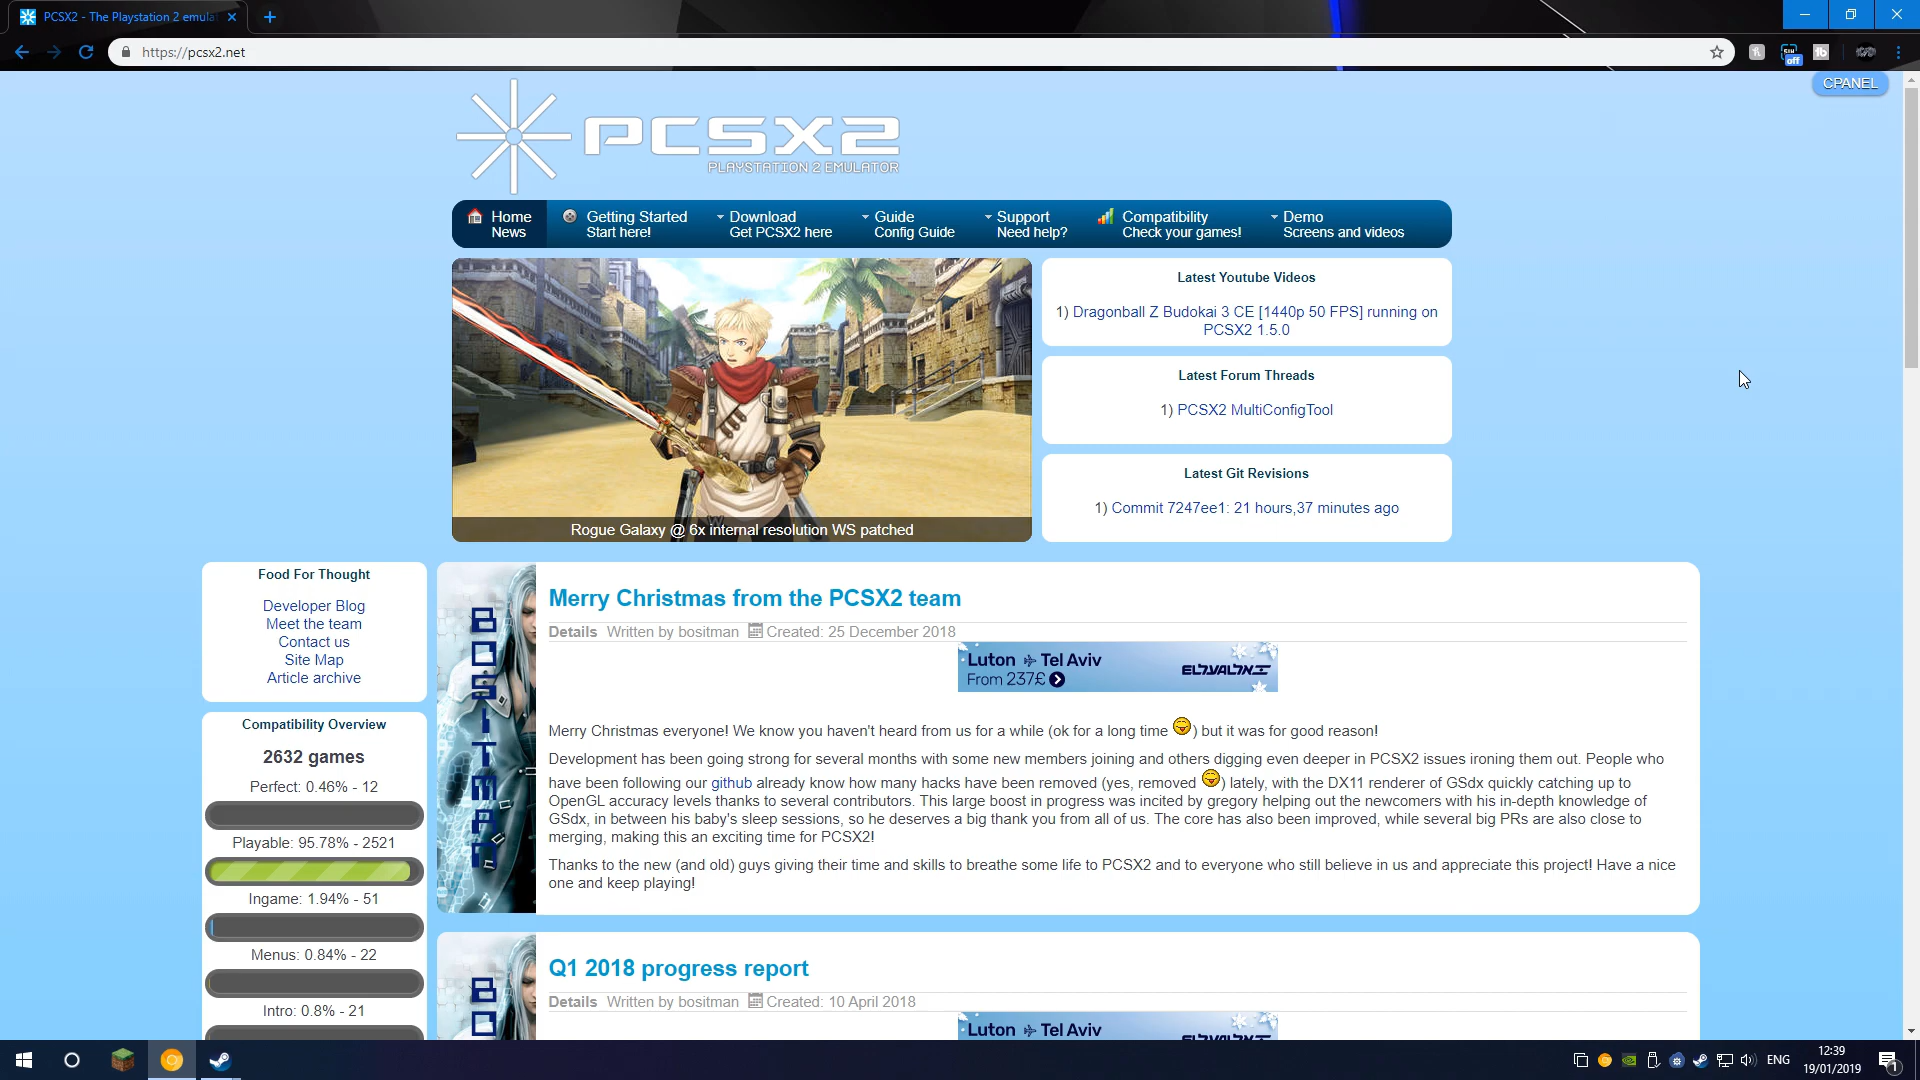 PCSX2 - The Playstation 2 emula
https://pcsx2.net
off
CPANEL
PCSX2
PLAYSTATION 2 EMULATOR
Home
News
Getting Started
Start here!
Download
Get PCSX2 here
Guide
Config Guide
Support
Need help?
Compatibility
Check your games!
Demo
Screens and videos
Rogue Galaxy @ 6x internal resolution WS patched
Latest Youtube Videos
1) Dragonball Z Budokai 3 CE [1440p 50 FPS] running on
PCSX2 1.5.0
Latest Forum Threads
1) PCSX2 MultiConfigTool
Latest Git Revisions
1) Commit 7247ee1: 21 hours,37 minutes ago
Food For Thought
Developer Blog
Meet the team
Contact us
Site Map
Article archive
Compatibility Overview
2632 games
Perfect: 0.46% - 12
Playable: 95.78% - 2521
Ingame: 1.94% - 51
Menus: 0.84% - 22
Intro: 0.8% - 21
BOSITMAN
Merry Christmas from the PCSX2 team
Details Written by bositman Created: 25 December 2018
Luton Tel Aviv
From 237£
ELYALXE אלעל
Merry Christmas everyone! We know you haven't heard from us for a while (ok for a long time ) but it was for good reason!
Development has been going strong for several months with some new members joining and others digging even deeper in PCSX2 issues ironing them out. People who
have been following our github already know how many hacks have been removed (yes, removed ) lately, with the DX11 renderer of GSdx quickly catching up to
OpenGL accuracy levels thanks to several contributors. This large boost in progress was incited by gregory helping out the newcomers with his in-depth knowledge of
GSdx, in between his baby's sleep sessions, so he deserves a big thank you from all of us. The core has also been improved, while several big PRs are also close to
merging, making this an exciting time for PCSX2!
Thanks to the new (and old) guys giving their time and skills to breathe some life to PCSX2 and to everyone who still believe in us and appreciate this project! Have a nice
one and keep playing!
BO
Q1 2018 progress report
Details Written by bositman Created: 10 April 2018
Luton Tel Aviv
ENG
12:39
19/01/2019
1